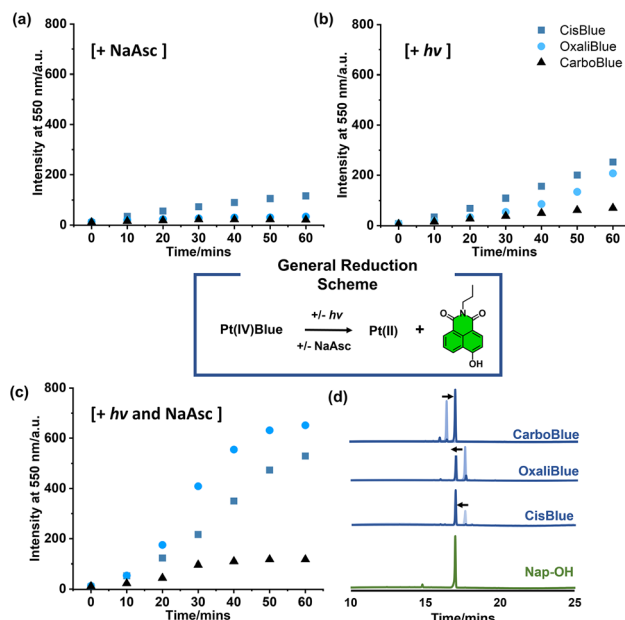 (a)
[+ NaAsc]
Intensity at 550 nm/a.u.
800
600
400
200
0
0 10 20 30 40 50 60
Time/mins
(b)
[+ hv]
CisBlue
OxaliBlue
CarboBlue
Intensity at 550 nm/a.u.
800
600
400
200
0
0 10 20 30 40 50 60
Time/mins
General Reduction
Scheme
Pt(IV)Blue
+/- hv
+/- NaAsc
Pt(II) +
O N O
OH
(c)
[+ hv and NaAsc]
Intensity at 550 nm/a.u.
800
600
400
200
0
0 10 20 30 40 50 60
Time/mins
(d)
CarboBlue
OxaliBlue
CisBlue
Nap-OH
10 15 20 25
Time/mins